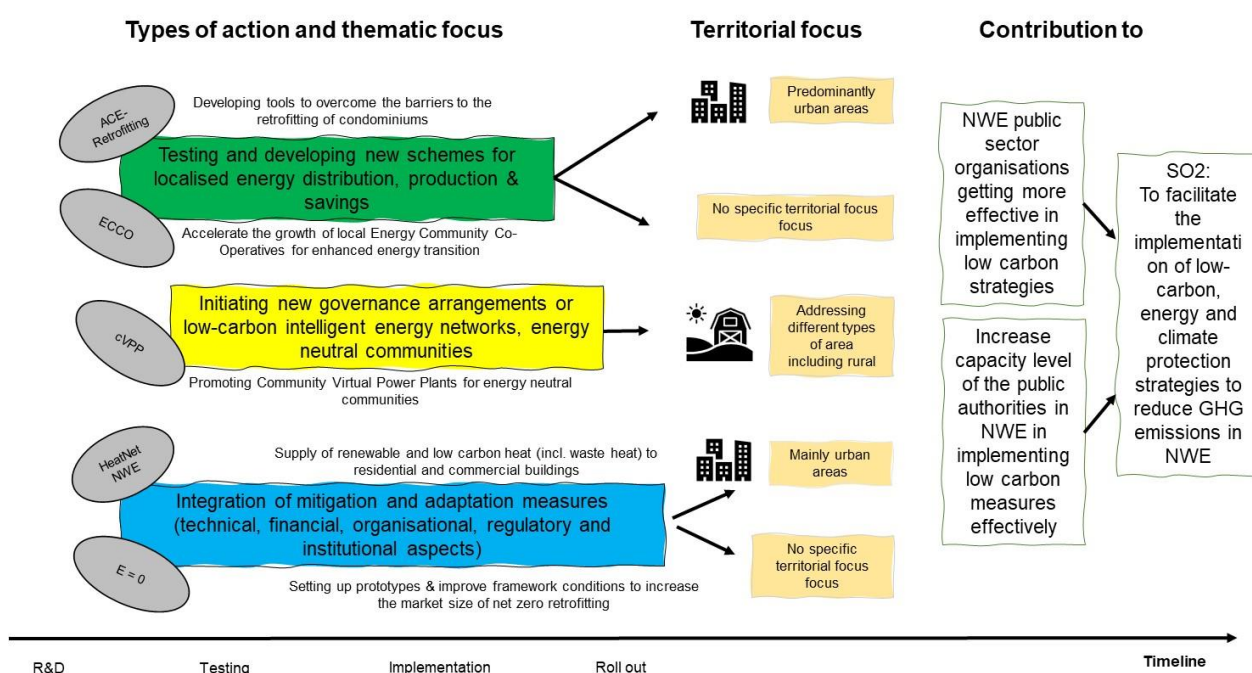 Types of action and thematic focus
Territorial focus
Contribution to
ACE-
Retrofitting
Developing tools to overcome the barriers to the
retrofitting of condominiums
Testing and developing new schemes for
localised energy distribution, production &
savings
ECCO
Accelerate the growth of local Energy Community Co-
Operatives for enhanced energy transition
Predominantly
urban areas
No specific territorial focus
focus
cVPP
Initiating new governance arrangements or
low-carbon intelligent energy networks, energy
neutral communities
Promoting Community Virtual Power Plants for energy neutral
communities
Addressing
different types
of area
including rural
HeatNet
NWE
Supply of renewable and low carbon heat (incl. waste heat) to
residential and commercial buildings
Integration of mitigation and adaptation measures
(technical, financial, organisational, regulatory and
institutional aspects)
E = 0
Setting up prototypes & improve framework conditions to increase
the market size of net zero retrofitting
Mainly urban
areas
No specific
territorial focus
focus
NWE public
sector
organisations
getting more
effective in
implementing
low carbon
strategies
Increase
capacity level
of the public
authorities in
NWE in
implementing
low carbon
measures
effectively
SO2:
To facilitate
the
implementati
on of low-
carbon,
energy and
climate
protection
strategies to
reduce GHG
emissions in
NWE
R&D
Testing
Implementation
Roll out
Timeline